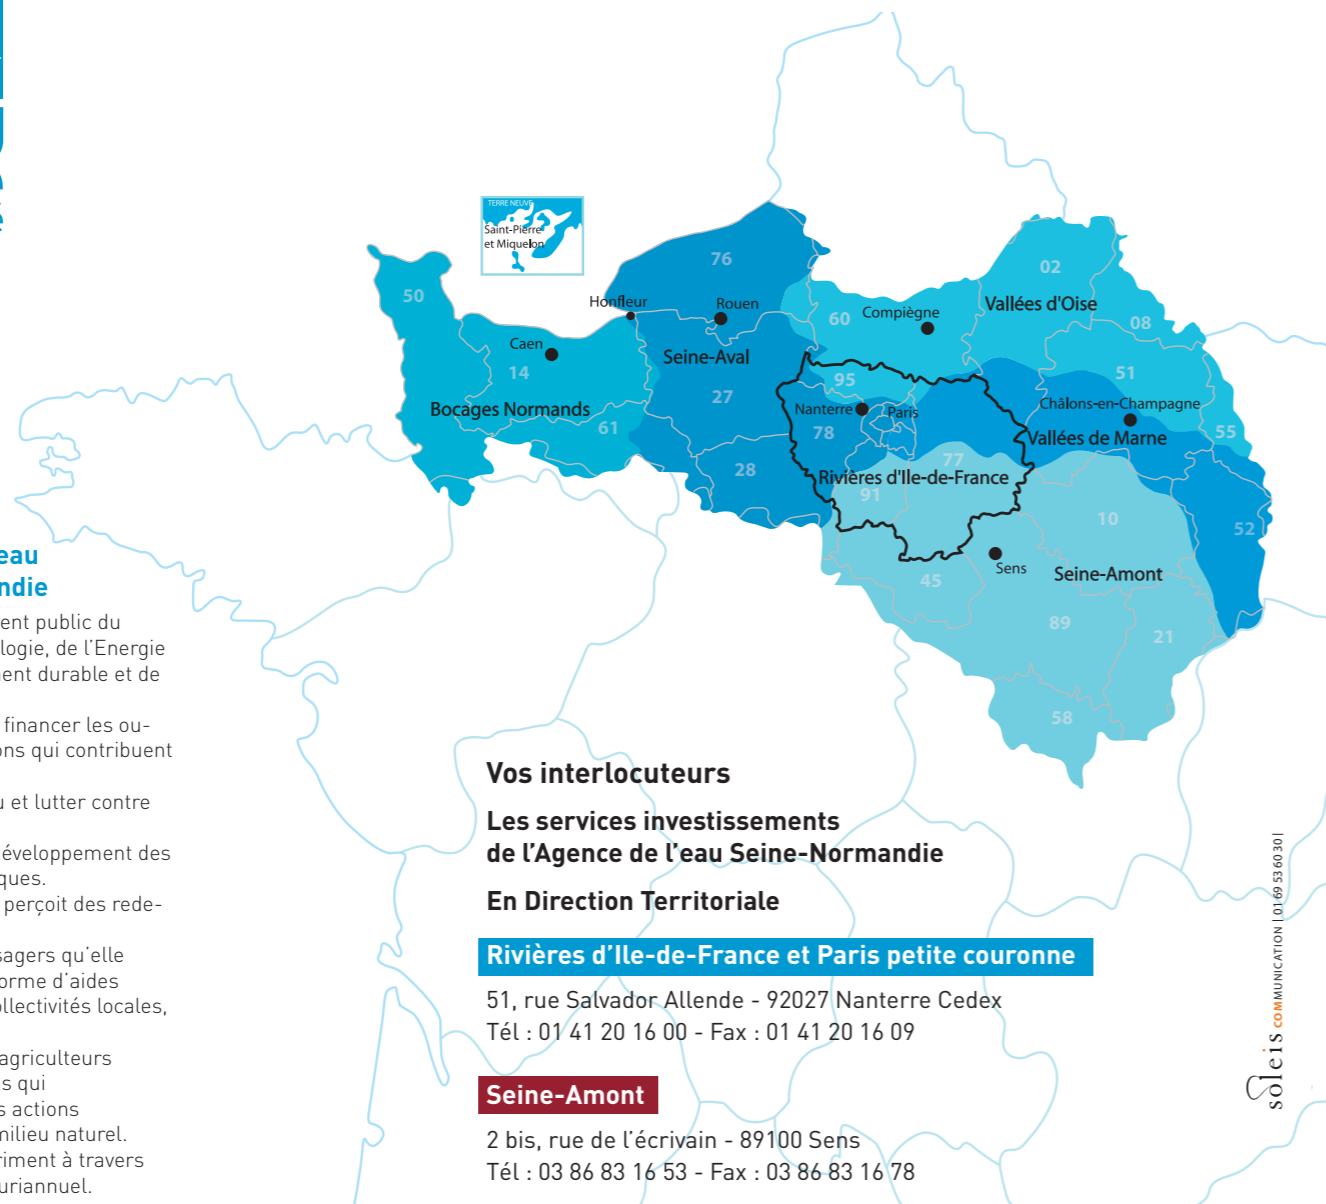 TERRE NEUVE
Saint-Pierre
et Miquelon
76
02
50
Honfleur
Rouen
60
Compiègne
Vallées d'Oise
08
Caen
Seine-Aval
14
95
51
27
Nanterre
Paris
Châlons-en-Champagne
Bocages Normands
61
78
Vallées de Marne
55
28
77
Rivières d'Ile-de-France
91
10
52
Sens
45
Seine-Amont
89
21
58
eau
ndie
ent public du
logie, de l'Energie
ment durable et de
financer les ou-
ons qui contribuent
u et lutter contre
développement des
ques.
perçoit des rede-
sagers qu'elle
orme d'aides
ollectivités locales,
agriculteurs
s qui
s actions
milieu naturel.
riment à travers
uriannuel.
Vos interlocuteurs
Les services investissements
de l'Agence de l'eau Seine-Normandie
En Direction Territoriale
Rivières d'Ile-de-France et Paris petite couronne
51, rue Salvador Allende - 92027 Nanterre Cedex
Tél : 01 41 20 16 00 - Fax : 01 41 20 16 09
Seine-Amont
2 bis, rue de l'écrivain - 89100 Sens
Tél : 03 86 83 16 53 - Fax : 03 86 83 16 78
soleis COMMUNICATION | 01 69 53 60 30 |